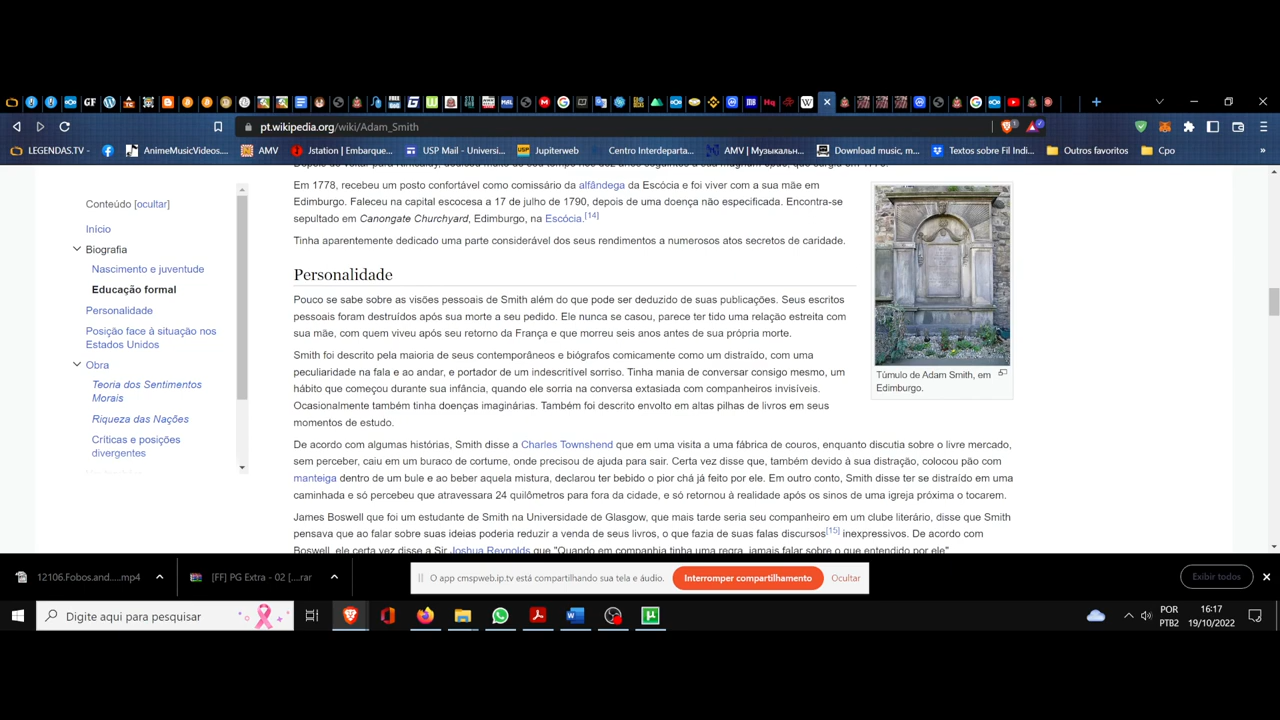 pt.wikipedia.org/wiki/Adam_Smith
LEGENDAS.TV -
AnimeMusicVideos...
AMV
Jstation | Embarque...
USP Mail - Universi...
Jupiterweb
Centro Interdeparta...
AMV | Музыкальн...
Download music, m...
Textos sobre Fil Indi...
Outros favoritos
Cpo
»
Conteúdo [ocultar]
Início
Biografia
Nascimento e juventude
Educação formal
Personalidade
Posição face à situação nos
Estados Unidos
Obra
Teoria dos Sentimentos
Morais
Riqueza das Nações
Críticas e posições
divergentes
Em 1778, recebeu um posto confortável como comissário da alfândega da Escócia e foi viver com a sua mãe em
Edimburgo. Faleceu na capital escocesa a 17 de julho de 1790, depois de uma doença não especificada. Encontra-se
sepultado em Canongate Churchyard, Edimburgo, na Escócia.[14]
Tinha aparentemente dedicado uma parte considerável dos seus rendimentos a numerosos atos secretos de caridade.
Personalidade
Pouco se sabe sobre as visões pessoais de Smith além do que pode ser deduzido de suas publicações. Seus escritos
pessoais foram destruídos após sua morte a seu pedido. Ele nunca se casou, parece ter tido uma relação estreita com
sua mãe, com quem viveu após seu retorno da França e que morreu seis anos antes de sua própria morte.
Smith foi descrito pela maioria de seus contemporâneos e biógrafos comicamente como um distraído, com uma
peculiaridade na fala e ao andar, e portador de um indescritível sorriso. Tinha mania de conversar consigo mesmo, um
hábito que começou durante sua infância, quando ele sorria na conversa extasiada com companheiros invisíveis.
Ocasionalmente também tinha doenças imaginárias. Também foi descrito envolto em altas pilhas de livros em seus
momentos de estudo.
De acordo com algumas histórias, Smith disse a Charles Townshend que em uma visita a uma fábrica de couros, enquanto discutia sobre o livre mercado,
sem perceber, caiu em um buraco de cortume, onde precisou de ajuda para sair. Certa vez disse que, também devido à sua distração, colocou pão com
manteiga dentro de um bule e ao beber aquela mistura, declarou ter bebido o pior chá já feito por ele. Em outro conto, Smith disse ter se distraído em uma
caminhada e só percebeu que atravessara 24 quilômetros para fora da cidade, e só retornou à realidade após os sinos de uma igreja próxima o tocarem.
James Boswell que foi um estudante de Smith na Universidade de Glasgow, que mais tarde seria seu companheiro em um clube literário, disse que Smith
pensava que ao falar sobre suas ideias poderia reduzir a venda de seus livros, o que fazia de suas falas discursos[15] inexpressivos. De acordo com
Boswell, ele certa vez disse a Sir Joshua Reynolds que "Quando em companhia tinha uma regra, jamais falar sobre o que entendido por ele"
Túmulo de Adam Smith, em
Edimburgo.
12106.Fobos.and.....mp4
[FF] PG Extra - 02 [....rar
O app cmspweb.ip.tv está compartilhando sua tela e áudio.
Interromper compartilhamento
Ocultar
Exibir todos
Digite aqui para pesquisar
POR
PTB2
16:17
19/10/2022